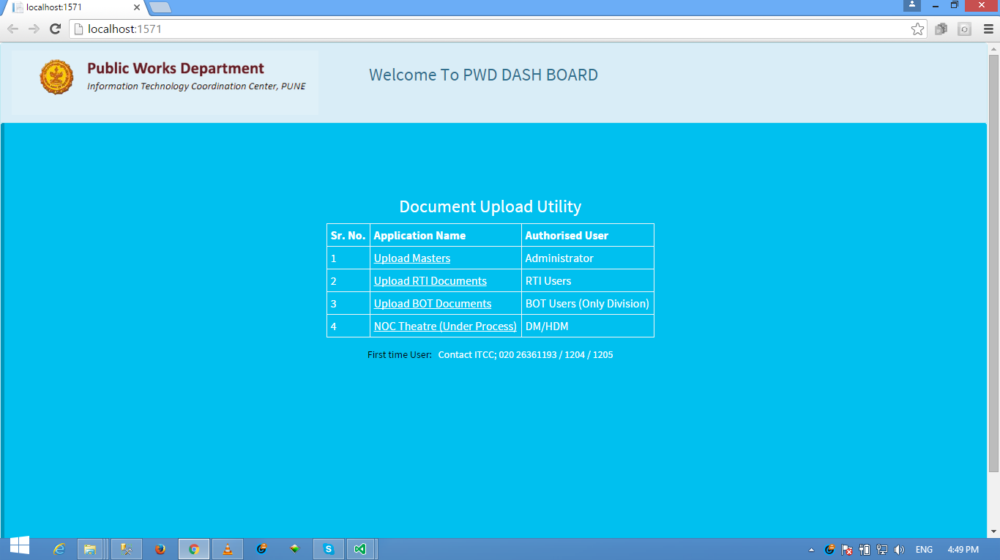 localhost:1571
localhost:1571
Public Works Department
Information Technology Coordination Center, PUNE
Welcome To PWD DASH BOARD
Document Upload Utility
Sr. No. Application Name Authorised User
1 Upload Masters Administrator
2 Upload RTI Documents RTI Users
3 Upload BOT Documents BOT Users (Only Division)
4 NOC Theatre (Under Process) DM/HDM
First time User: Contact ITCC; 020 26361193 / 1204 / 1205
ENG 4:49 PM